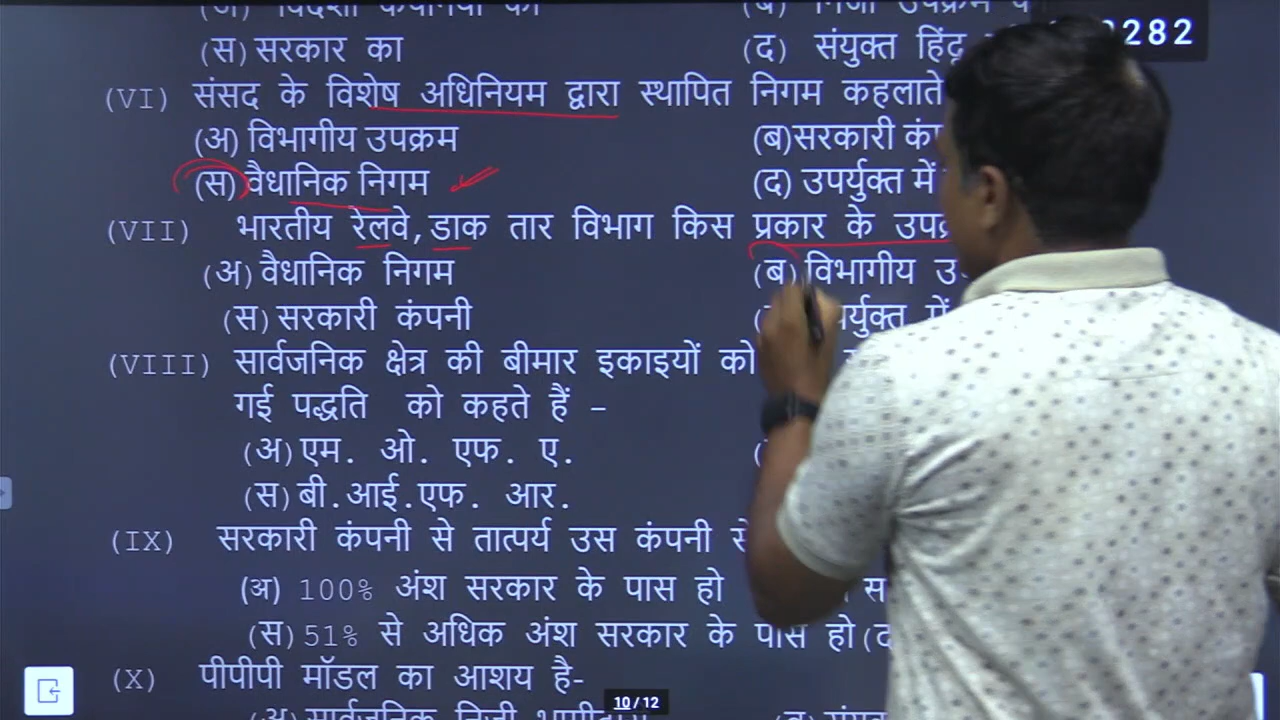 (स) सरकार का (द) संयुक्त हिंदू
(VI) संसद के विशेष अधिनियम द्वारा स्थापित निगम कहलाते
(अ) विभागीय उपक्रम (ब)सरकारी
(स) वैधानिक निगम (द) उपर्युक्त में
(VII) भारतीय रेलवे,डाक तार विभाग किस प्रकार के
(अ) वैधानिक निगम (ब) विभागीय
(स) सरकारी कंपनी में
(VIII) सार्वजनिक क्षेत्र की बीमार इकाइयों को
गई पद्धति को कहते हैं -
(अ) एम. ओ. एफ. ए.
(स) बी.आई.एफ. आर.
(IX) सरकारी कंपनी से तात्पर्य उस कंपनी से
(अ) 100% अंश सरकार के पास हो
(स) 51% से अधिक अंश सरकार के पास हो (द
(X) पीपीपी मॉडल का आशय है-
10/12
(अ) सार्वजनिक निजी
282